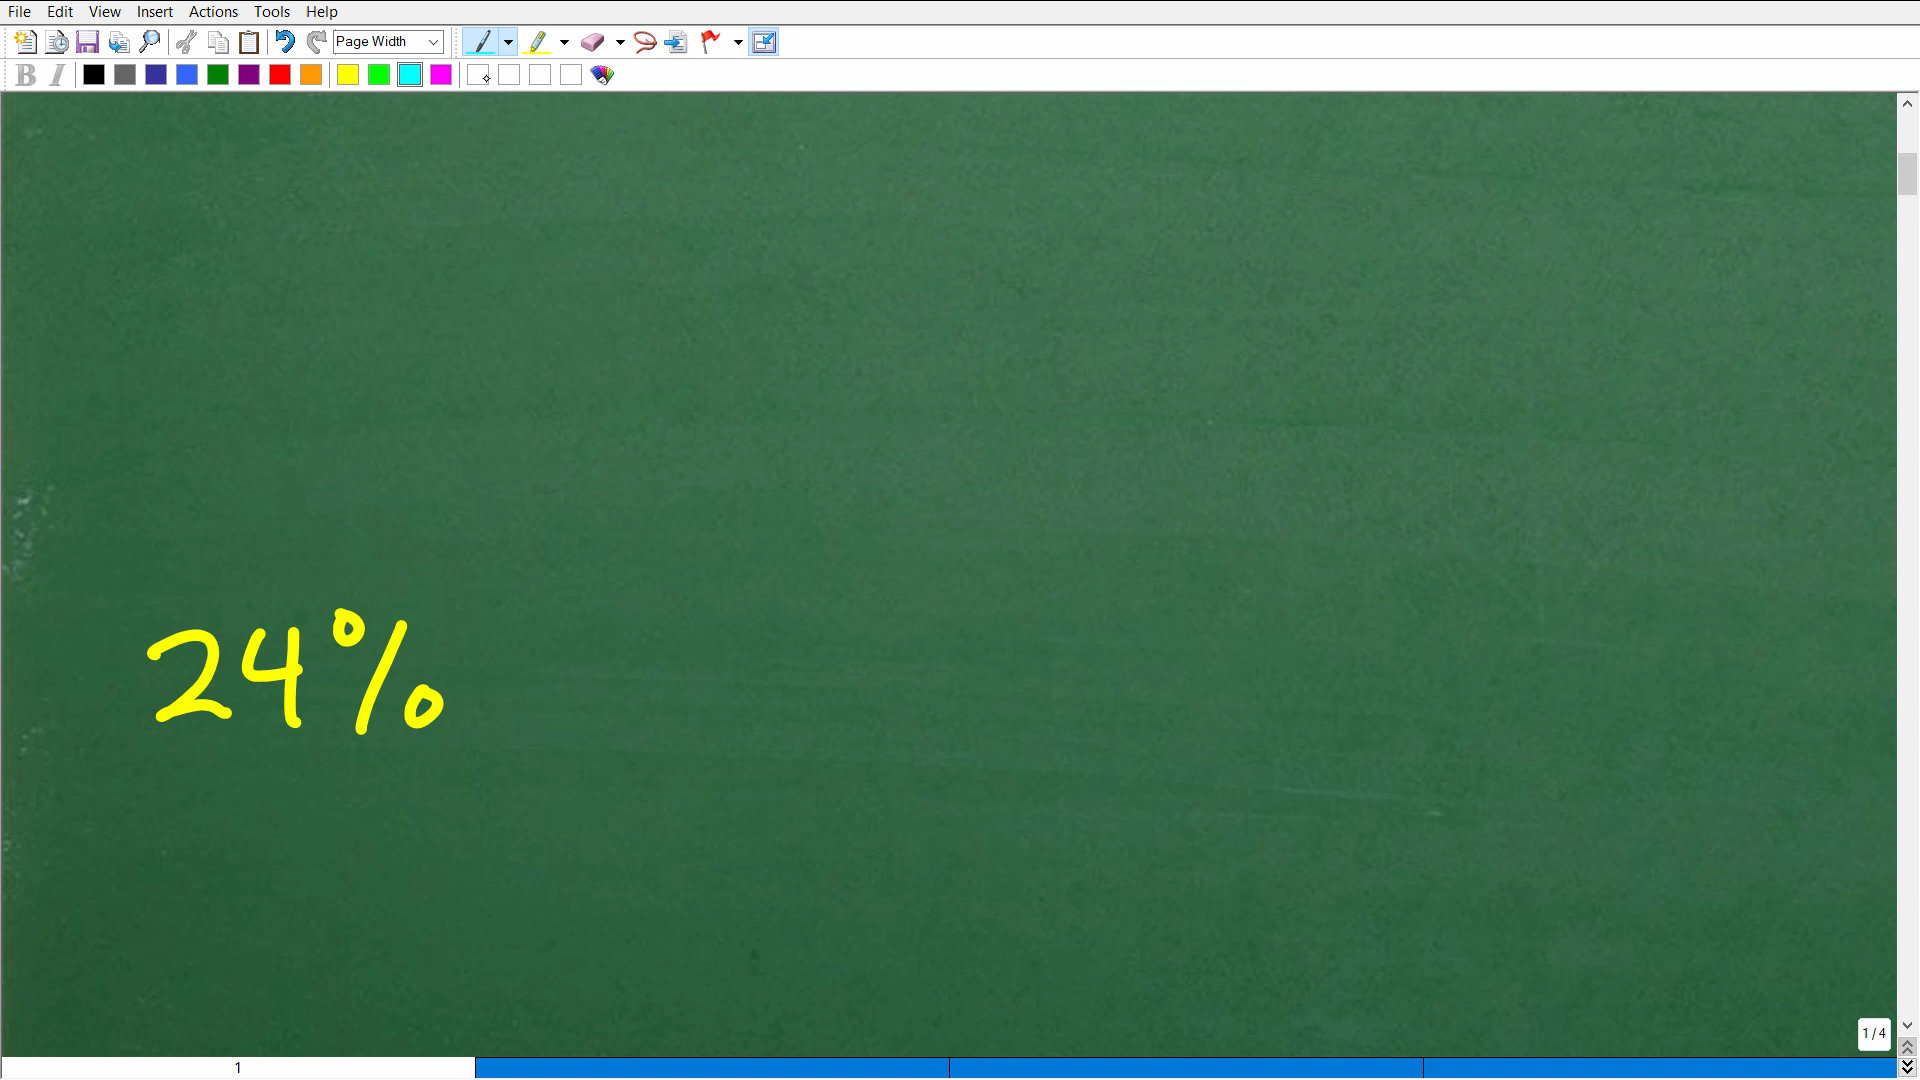 File Edit View Insert Actions Tools Help
Page Width
B I
24%
1 / 4
1